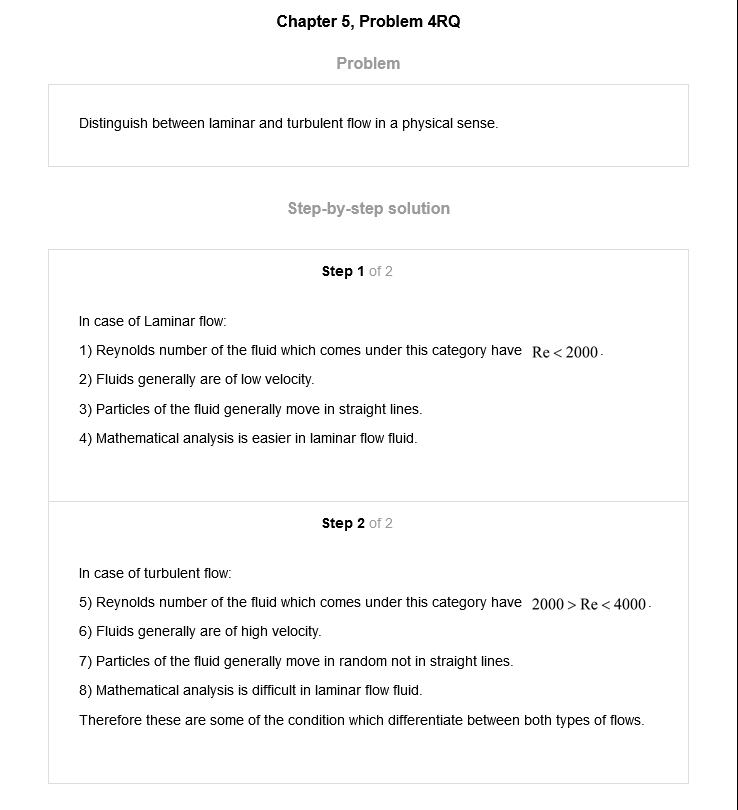 Chapter 5, Problem 4RQ
Problem
Distinguish between laminar and turbulent flow in a physical sense.
Step-by-step solution
Step 1 of 2
In case of Laminar flow:
1) Reynolds number of the fluid which comes under this category have Re < 2000.
2) Fluids generally are of low velocity.
3) Particles of the fluid generally move in straight lines.
4) Mathematical analysis is easier in laminar flow fluid.
Step 2 of 2
In case of turbulent flow:
5) Reynolds number of the fluid which comes under this category have 2000 > Re < 4000.
6) Fluids generally are of high velocity.
7) Particles of the fluid generally move in random not in straight lines.
8) Mathematical analysis is difficult in laminar flow fluid.
Therefore these are some of the condition which differentiate between both types of flows.